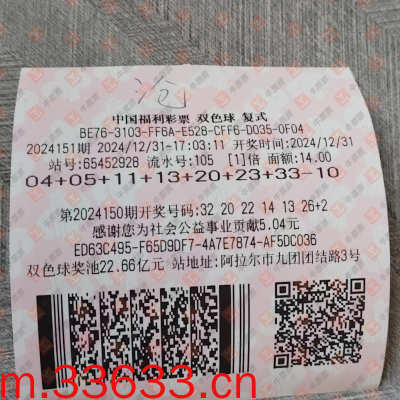 沧
中国福利彩票 双色球 复式
BE76-3103-FF6A-E528-CFF6-D035-0F04
2024151期 2024/12/31-17:03:11 开奖时间:2024/12/31
站号:65452928 流水号:105 [1]倍 面额:14.00
04+05+11+13+20+23+33-10
第2024150期开奖号码:32 20 22 14 13 26+2
感谢您为社会公益事业贡献5.04元
ED63C495-F65D9DF7-4A7E7874-AF5DC036
双色球奖池22.66亿元 站地址:阿拉尔市九团团结路3号
m.33633.cn